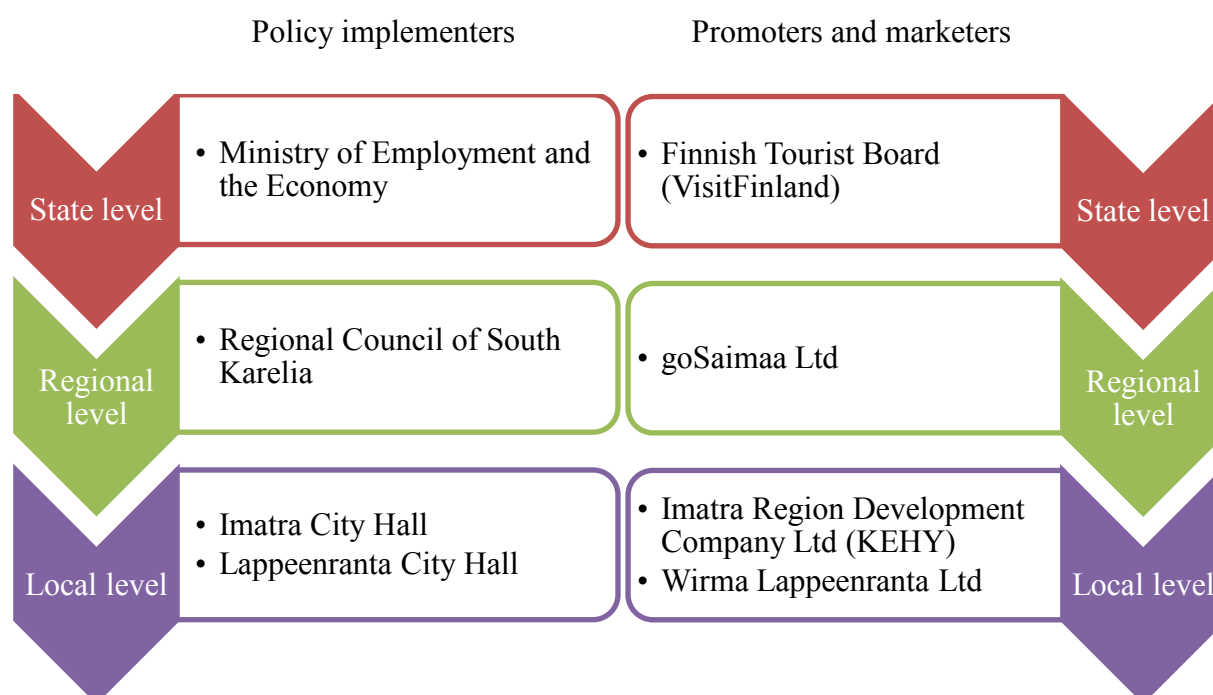 Policy implementers
Promoters and marketers
State level
• Ministry of Employment and
the Economy
• Finnish Tourist Board
(VisitFinland)
State level
Regional
level
• Regional Council of South
Karelia
• goSaimaa Ltd
Regional
level
Local level
• Imatra City Hall
• Lappeenranta City Hall
• Imatra Region Development
Company Ltd (KEHY)
• Wirma Lappeenranta Ltd
Local level